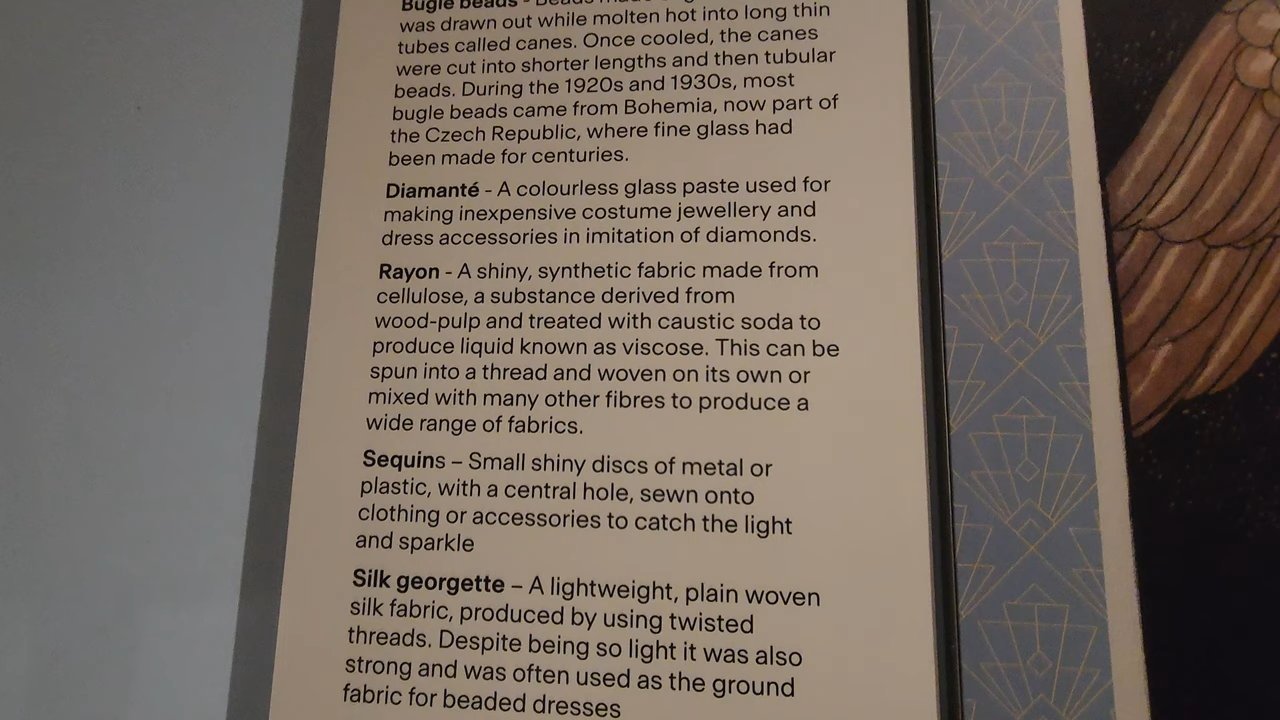 Bugle beads - Beads made
was drawn out while molten hot into long thin
tubes called canes. Once cooled, the canes
were cut into shorter lengths and then tubular
beads. During the 1920s and 1930s, most
bugle beads came from Bohemia, now part of
the Czech Republic, where fine glass had
been made for centuries.
Diamanté - A colourless glass paste used for
making inexpensive costume jewellery and
dress accessories in imitation of diamonds.
Rayon - A shiny, synthetic fabric made from
cellulose, a substance derived from
wood-pulp and treated with caustic soda to
produce liquid known as viscose. This can be
spun into a thread and woven on its own or
mixed with many other fibres to produce a
wide range of fabrics.
Sequins – Small shiny discs of metal or
plastic, with a central hole, sewn onto
clothing or accessories to catch the light
and sparkle
Silk georgette – A lightweight, plain woven
silk fabric, produced by using twisted
threads. Despite being so light it was also
strong and was often used as the ground
fabric for beaded dresses